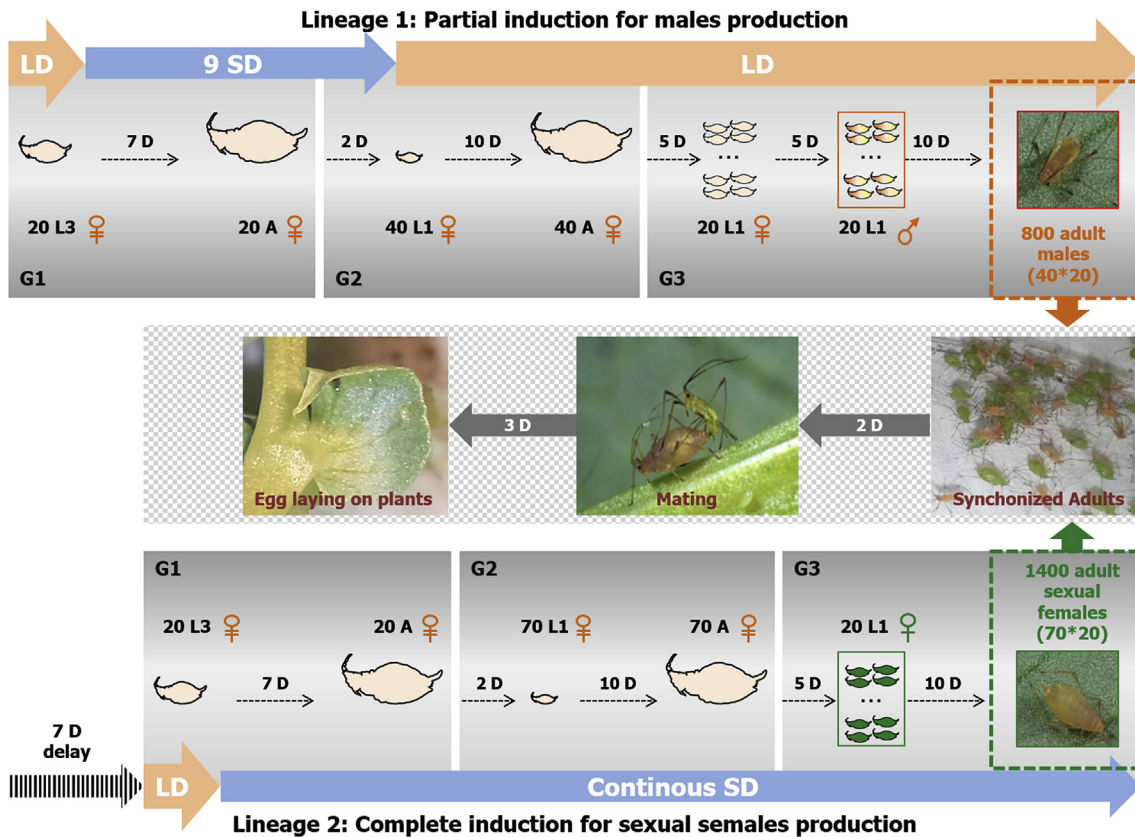 Lineage 1: Partial induction for males production
LD
9 SD
LD
7 D
2 D
10 D
5 D
5 D
10 D
...
...
20 L3 ♀
20 A ♀
40 L1 ♀
40 A ♀
20 L1 ♀
20 L1 ♂
800 adult
males
(40*20)
G1
G2
G3
Egg laying on plants
3 D
Mating
2 D
Synchonized Adults
G1
G2
G3
1400 adult
sexual
females
(70*20)
20 L3 ♀
20 A ♀
70 L1 ♀
70 A ♀
20 L1 ♀
7 D
2 D
10 D
5 D
10 D
...
7 D
delay
LD
Continous SD
Lineage 2: Complete induction for sexual semales production